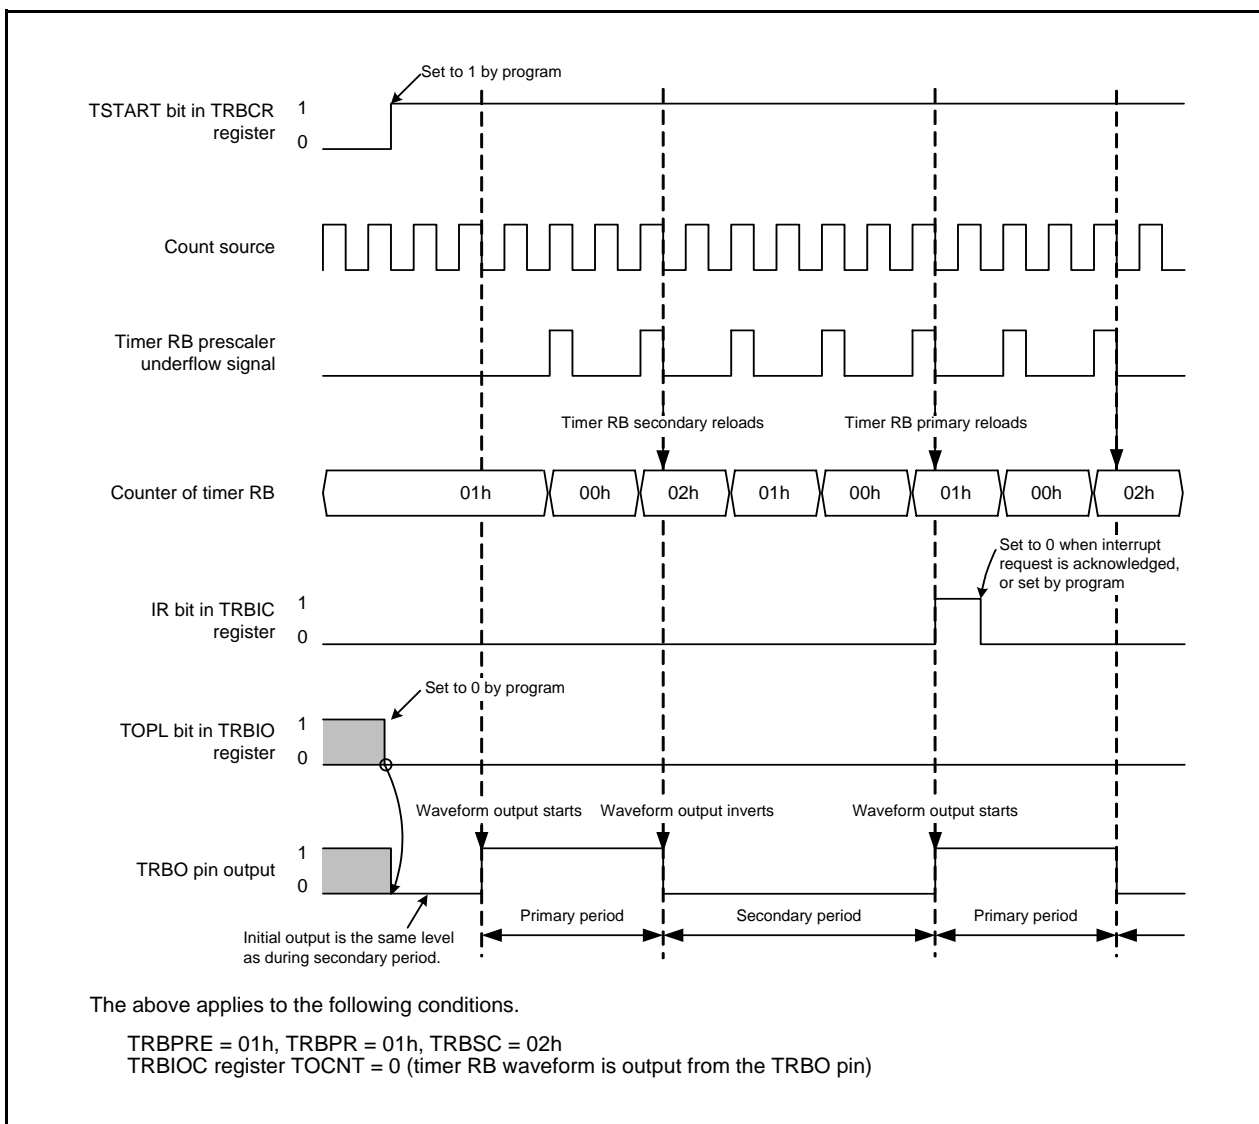 Set to 1 by program
TSTART bit in TRBCR
register
1
0
Count source
Timer RB prescaler
underflow signal
Timer RB secondary reloads
Timer RB primary reloads
Counter of timer RB
01h
00h
02h
01h
00h
01h
00h
02h
Set to 0 when interrupt
request is acknowledged,
or set by program
IR bit in TRBIC
register
1
0
Set to 0 by program
TOPL bit in TRBIO
register
1
0
Waveform output starts
Waveform output inverts
Waveform output starts
TRBO pin output
1
0
Primary period
Secondary period
Primary period
Initial output is the same level
as during secondary period.
The above applies to the following conditions.
TRBPRE = 01h, TRBPR = 01h, TRBSC = 02h
TRBIOC register TOCNT = 0 (timer RB waveform is output from the TRBO pin)